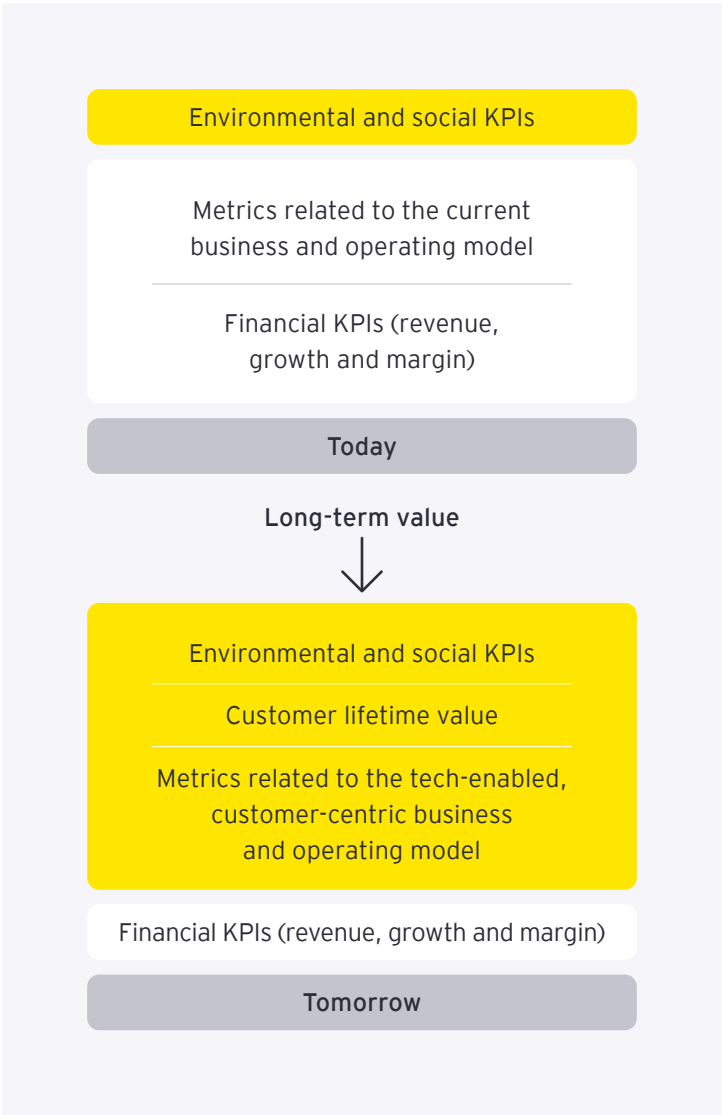 Environmental and social KPIs
Metrics related to the current
business and operating model
Financial KPIs (revenue,
growth and margin)
Today
Long-term value
Environmental and social KPIs
Customer lifetime value
Metrics related to the tech-enabled,
customer-centric business
and operating model
Financial KPIs (revenue, growth and margin)
Tomorrow